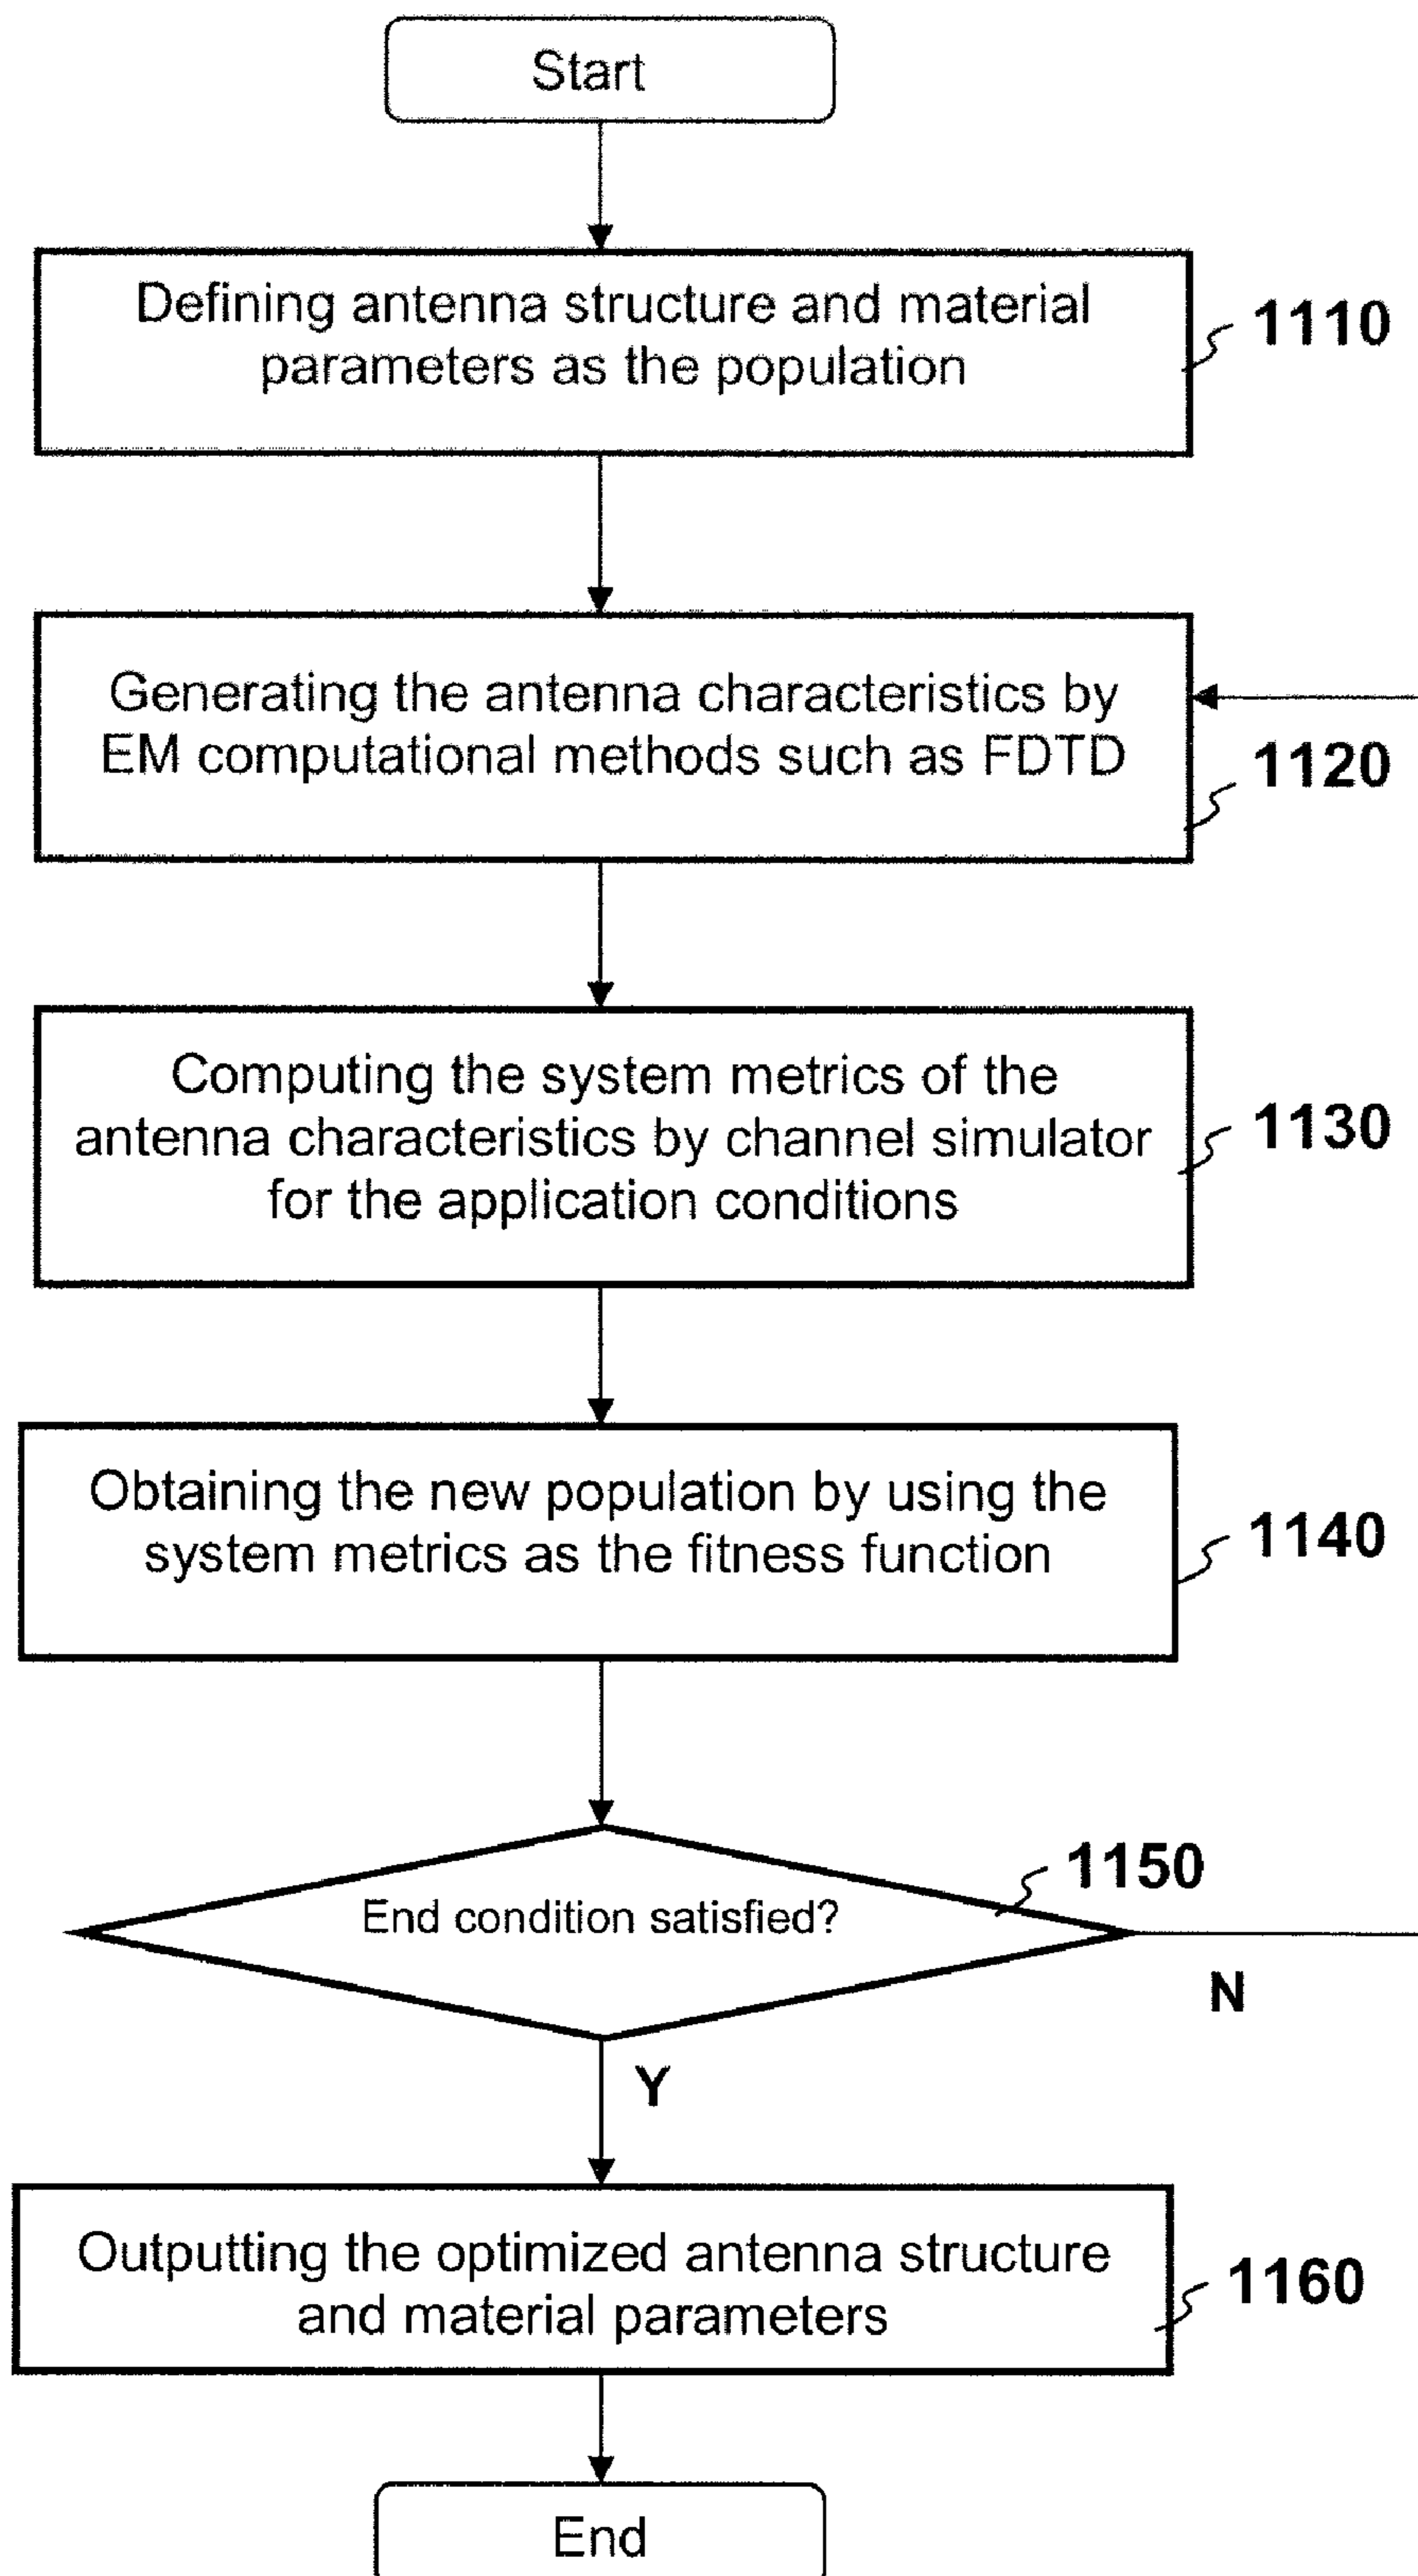 Start
Defining antenna structure and material
parameters as the population
1110
Generating the antenna characteristics by
EM computational methods such as FDTD
1120
Computing the system metrics of the
antenna characteristics by channel simulator
for the application conditions
1130
Obtaining the new population by using the
system metrics as the fitness function
1140
End condition satisfied?
1150
N
Y
Outputting the optimized antenna structure
and material parameters
1160
End